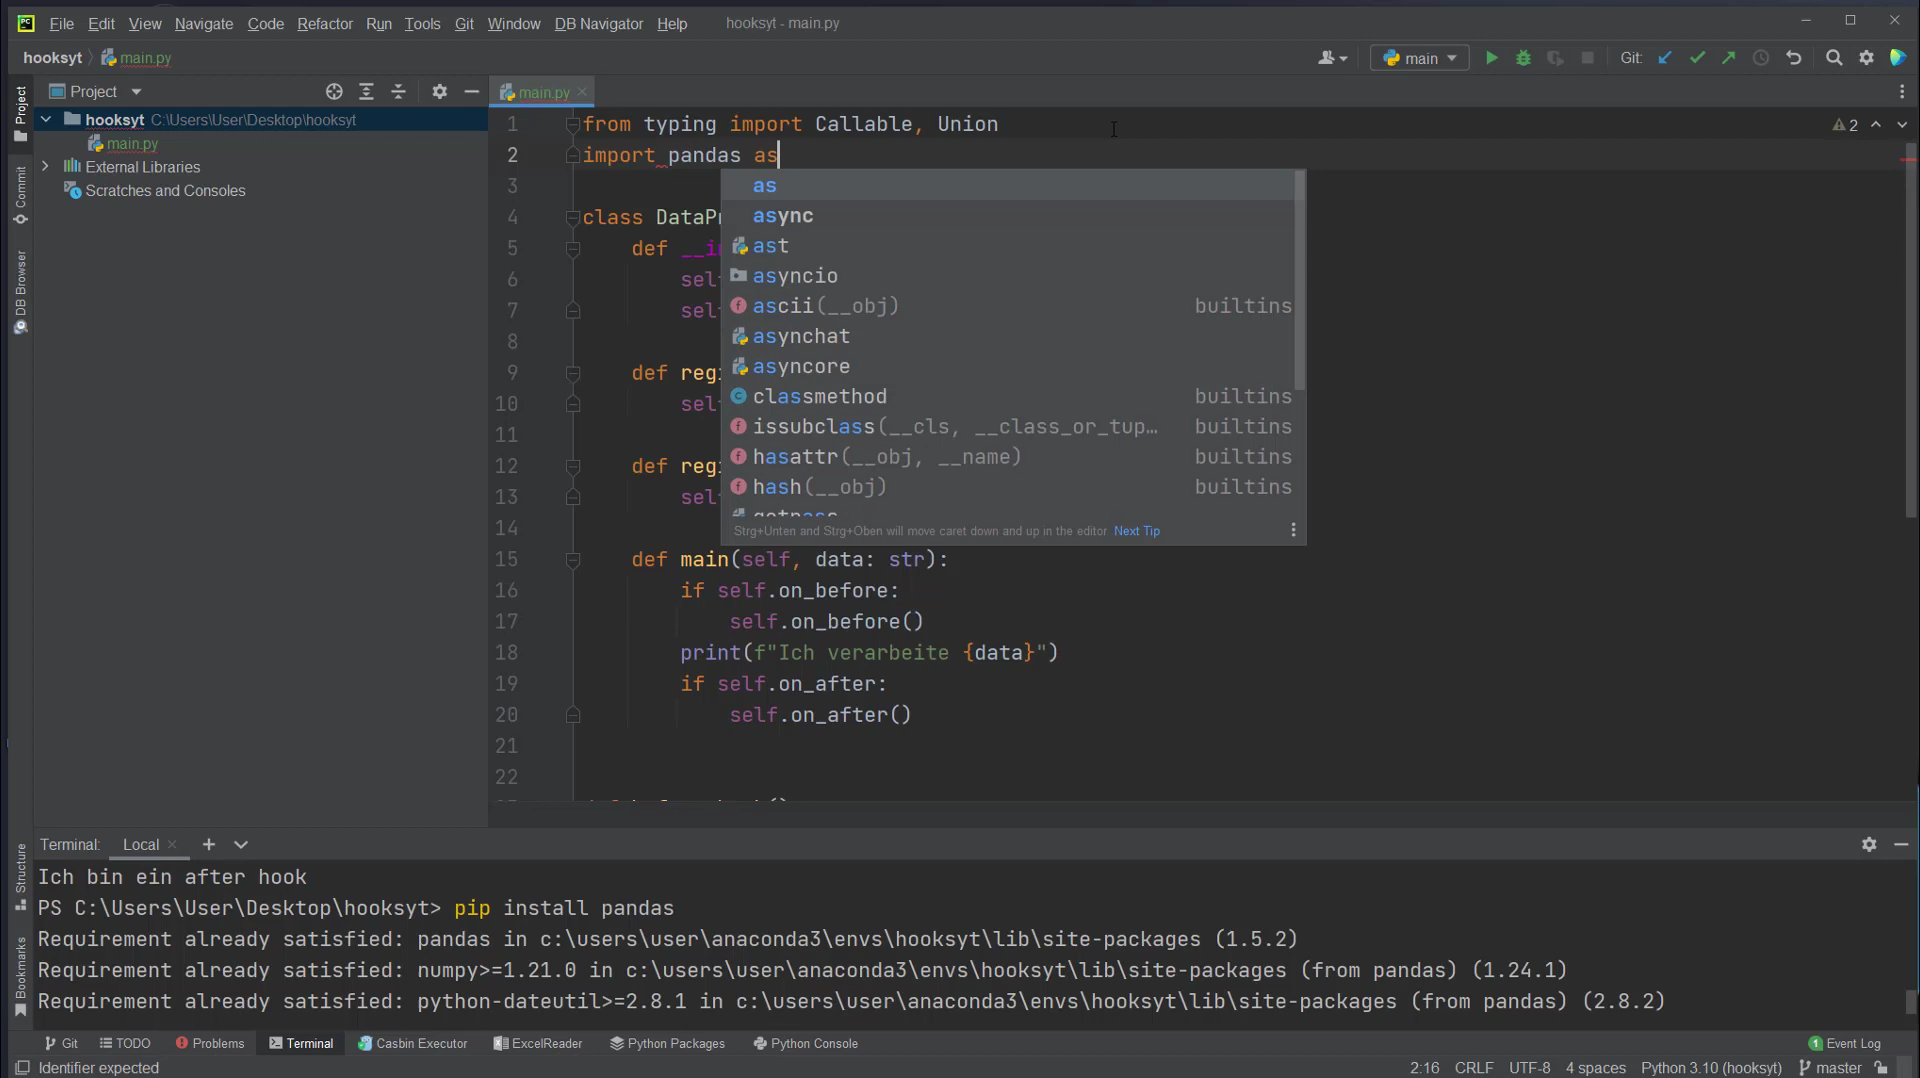 File Edit View Navigate Code Refactor Run Tools Git Window DB Navigator Help hooksyt - main.py
hooksyt main.py main Git:
Project main.py
hooksyt C:\Users\User\Desktop\hooksyt
main.py
External Libraries
Scratches and Consoles
Project
Commit
DB Browser
Structure
Bookmarks
1 from typing import Callable, Union 2
2 import pandas as
3
4 class DataP
5 def
6 sel
7 sel
8
9 def regi
10 sel
11
12 def regi
13 sel
14
15 def main(self, data: str):
16 if self.on_before:
17 self.on_before()
18 print(f"Ich verarbeite {data}")
19 if self.on_after:
20 self.on_after()
21
22
as
async
ast
asyncio
ascii(__obj) builtins
asynchat
asyncore
classmethod builtins
issubclass(__cls, __class_or_tup… builtins
hasattr(__obj, __name) builtins
hash(__obj) builtins
Strg+Unten and Strg+Oben will move caret down and up in the editor Next Tip
Terminal: Local
Ich bin ein after hook
PS C:\Users\User\Desktop\hooksyt> pip install pandas
Requirement already satisfied: pandas in c:\users\user\anaconda3\envs\hooksyt\lib\site-packages (1.5.2)
Requirement already satisfied: numpy>=1.21.0 in c:\users\user\anaconda3\envs\hooksyt\lib\site-packages (from pandas) (1.24.1)
Requirement already satisfied: python-dateutil>=2.8.1 in c:\users\user\anaconda3\envs\hooksyt\lib\site-packages (from pandas) (2.8.2)
Git TODO Problems Terminal Casbin Executor ExcelReader Python Packages Python Console 1 Event Log
Identifier expected 2:16 CRLF UTF-8 4 spaces Python 3.10 (hooksyt) master